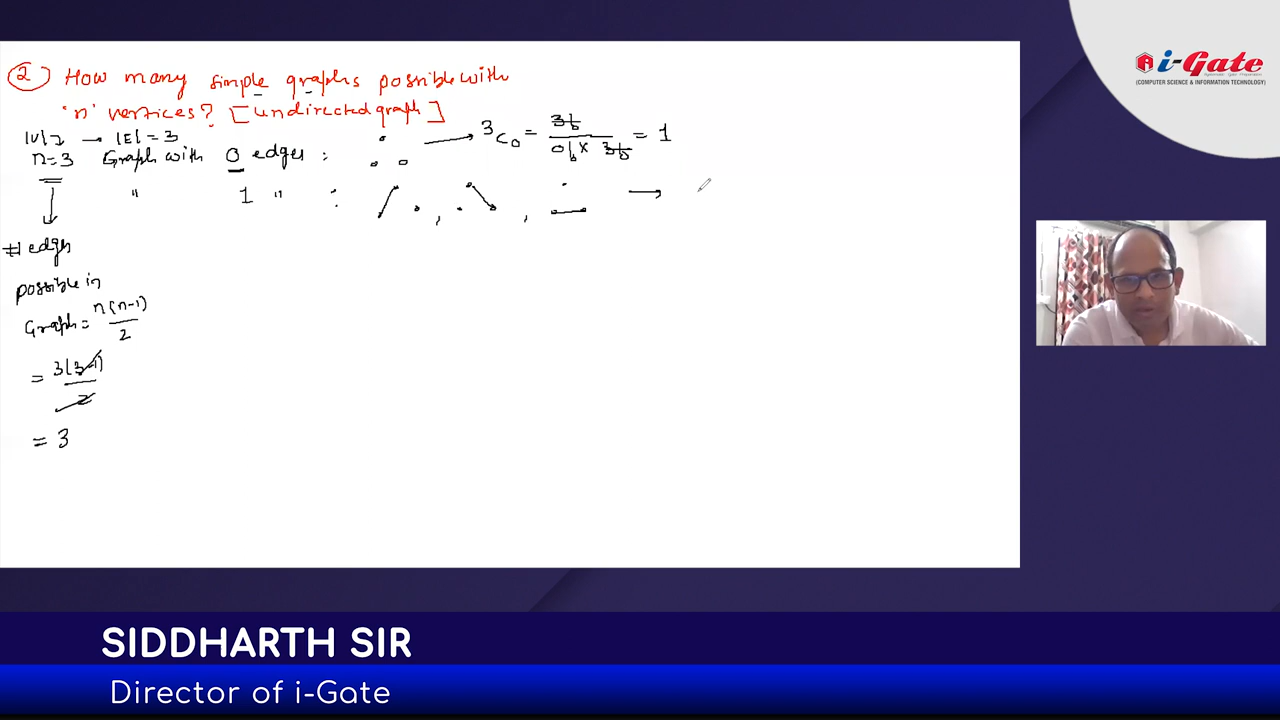 ② How many simple graphs possible with
'n' vertices? [undirected graph]
|V| → |E| = 3
n=3 Graph with 0 edges : → ³C₀ = 3! / 0! × 3! = 1
" 1 " : , , →
# edges
possible in
Graph = n(n-1)/2
= 3(3-1)/2
= 3
i-Gate
(COMPUTER SCIENCE & INFORMATION TECHNOLOGY)
SIDDHARTH SIR
Director of i-Gate